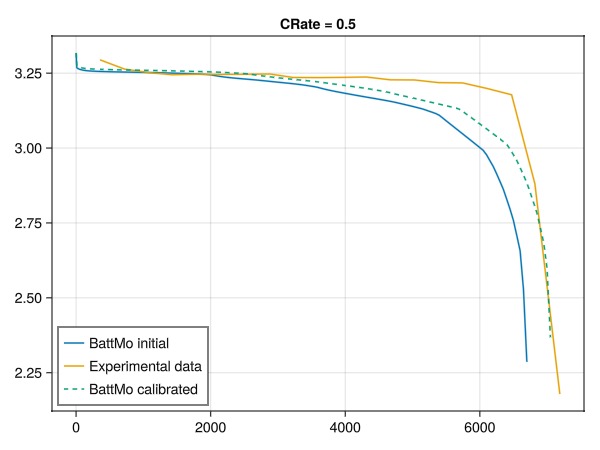 CRate = 0.5
3.25
3.00
2.75
2.50
2.25
BattMo initial
Experimental data
BattMo calibrated
0
2000
4000
6000